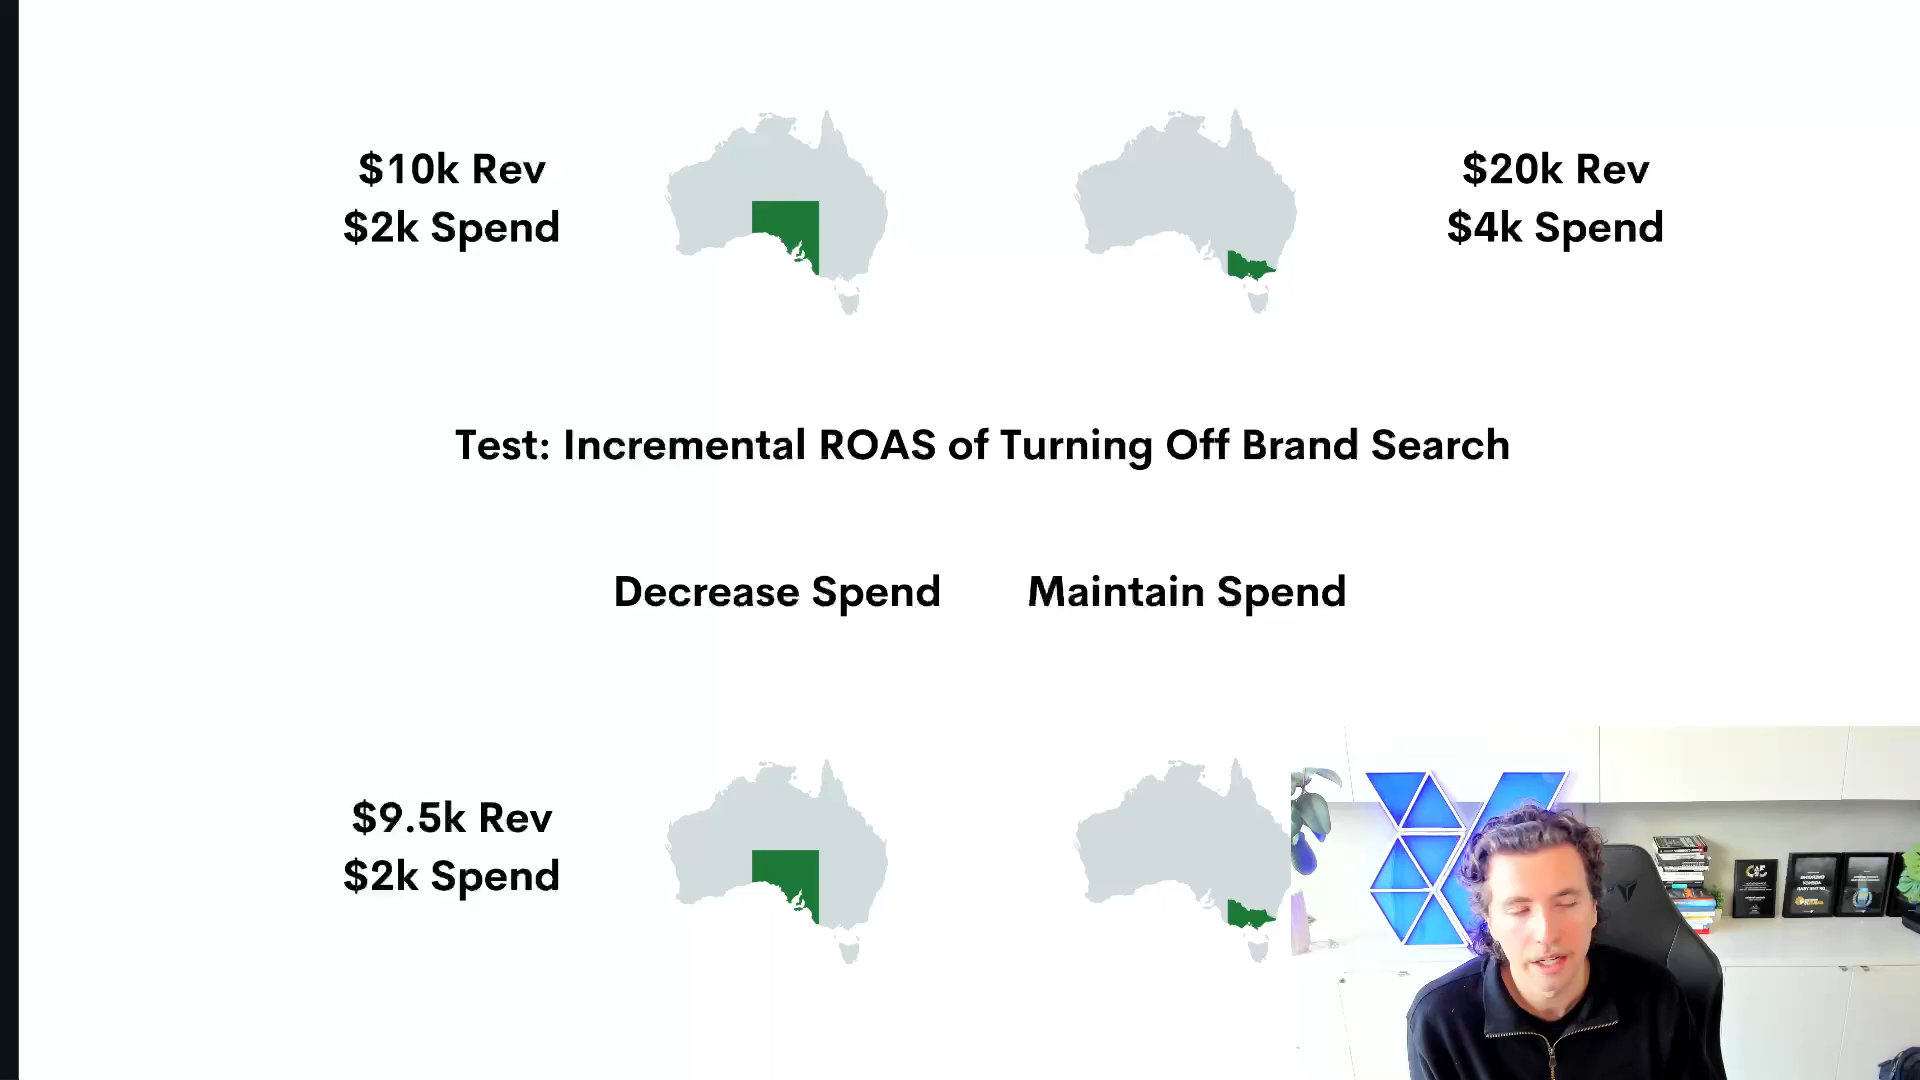 $10k Rev
$2k Spend
$20k Rev
$4k Spend
Test: Incremental ROAS of Turning Off Brand Search
Decrease Spend
Maintain Spend
$9.5k Rev
$2k Spend